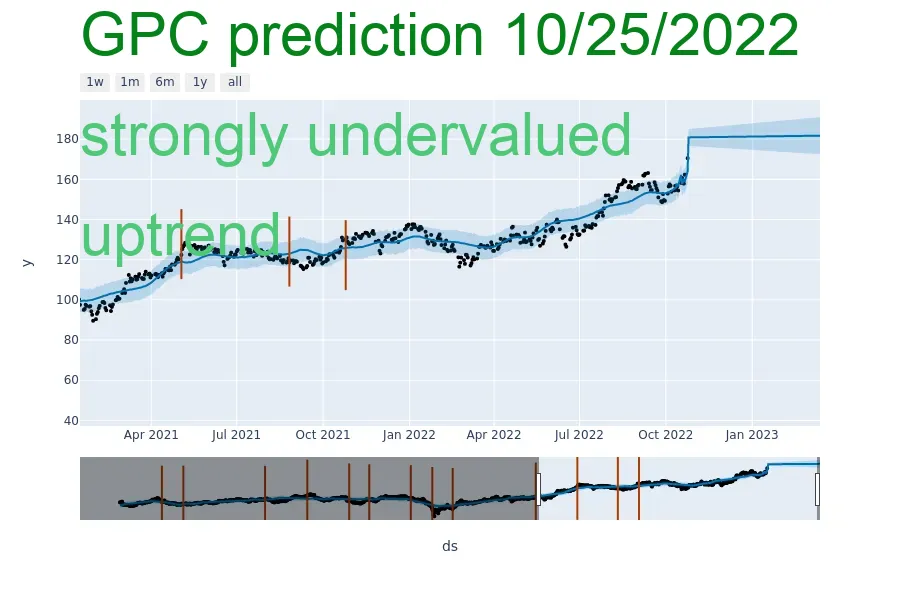 GPC prediction 10/25/2022
1w 1m 6m 1y all
strongly undervalued
uptrend
180
160
140
120
100
80
60
40
y
Apr 2021 Jul 2021 Oct 2021 Jan 2022 Apr 2022 Jul 2022 Oct 2022 Jan 2023
ds